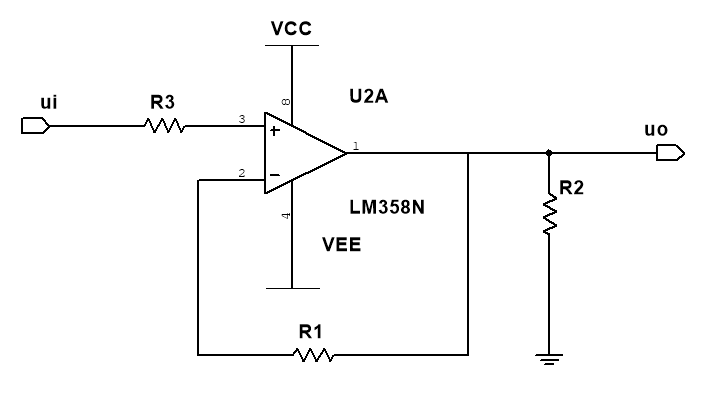 VCC
8
U2A
ui
R3
3
+
1
uo
2
−
R2
4
LM358N
VEE
R1